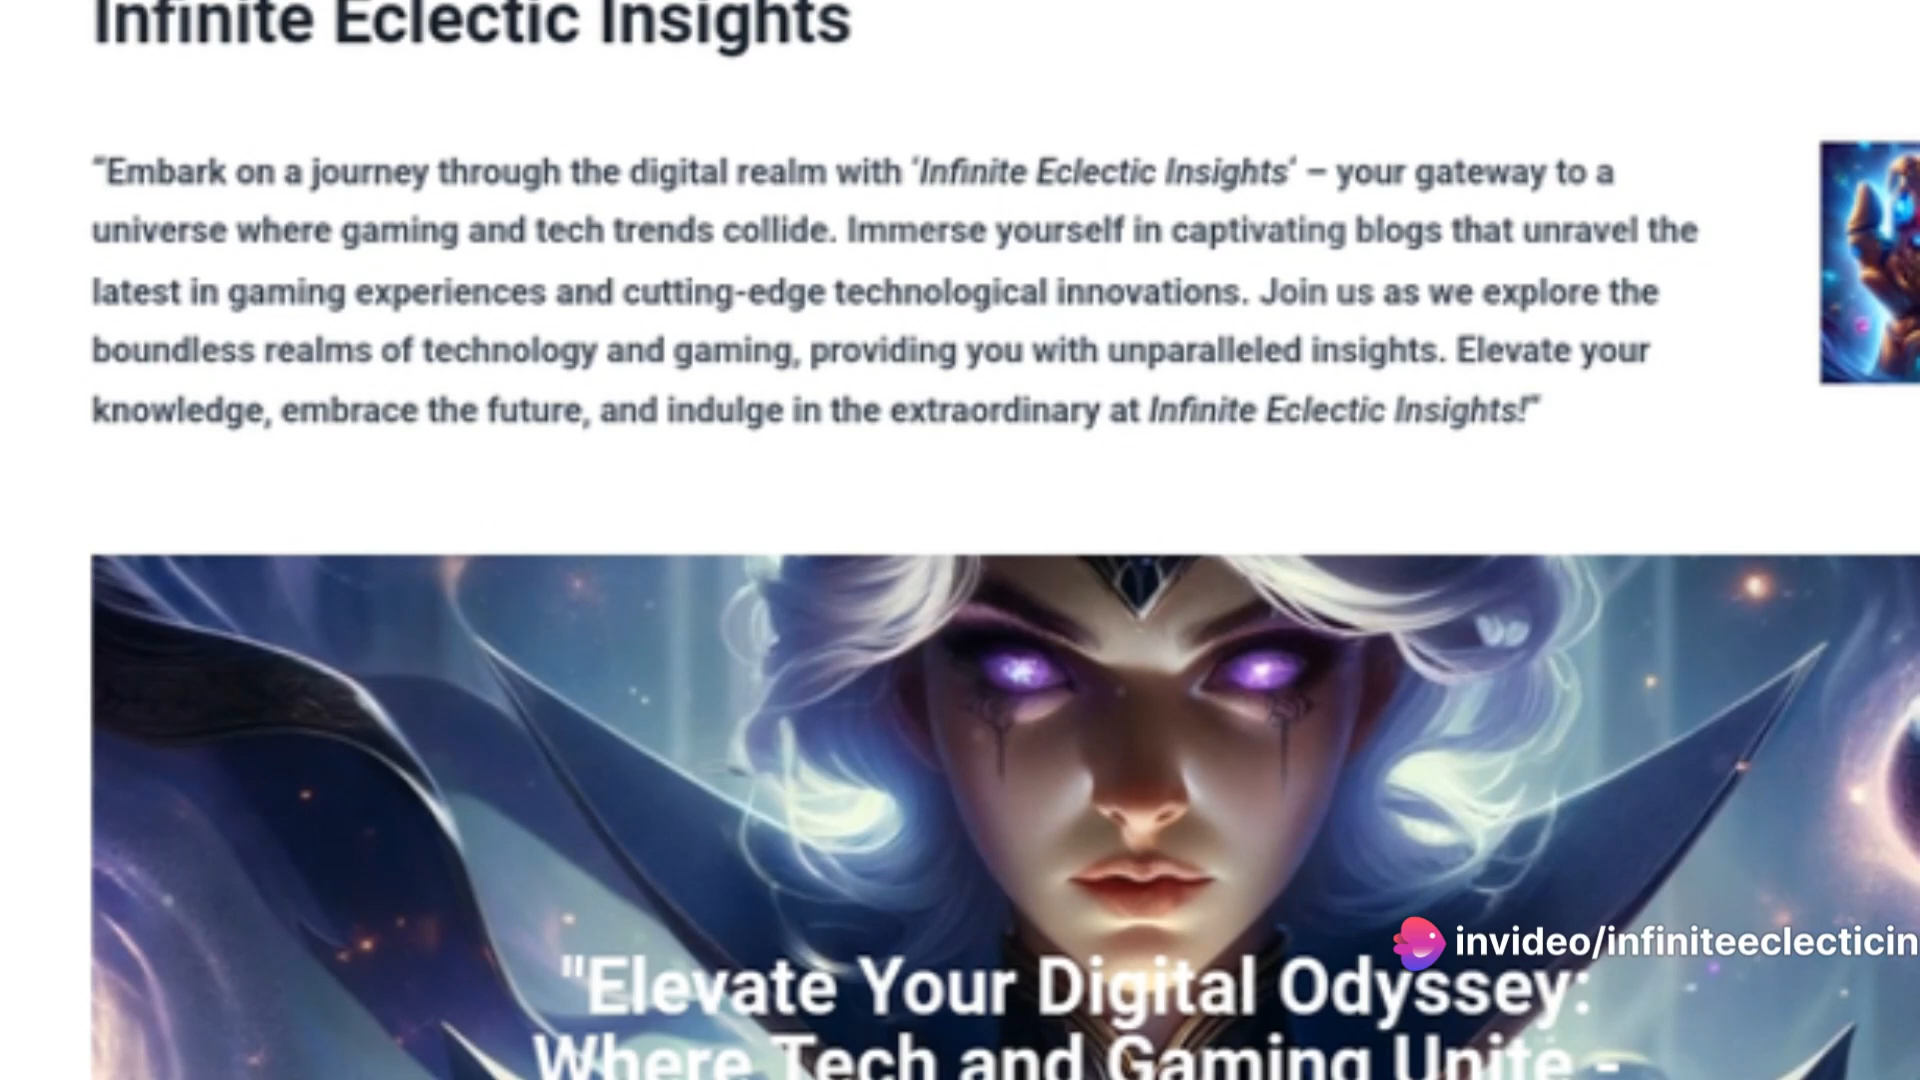 Infinite Eclectic Insights
“Embark on a journey through the digital realm with ‘Infinite Eclectic Insights‘ – your gateway to a
universe where gaming and tech trends collide. Immerse yourself in captivating blogs that unravel the
latest in gaming experiences and cutting-edge technological innovations. Join us as we explore the
boundless realms of technology and gaming, providing you with unparalleled insights. Elevate your
knowledge, embrace the future, and indulge in the extraordinary at Infinite Eclectic Insights!”
invideo/infiniteeclecticin
"Elevate Your Digital Odyssey:
Where Tech and Gaming Unite -